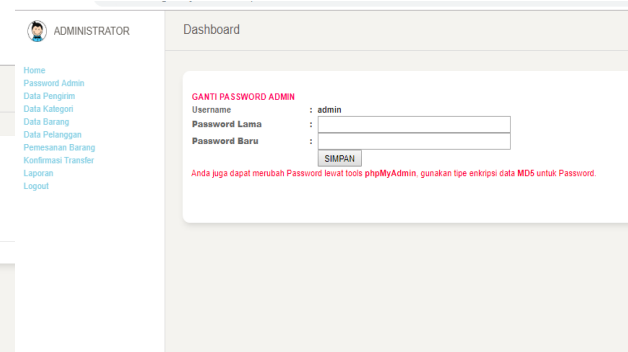 ADMINISTRATOR
Dashboard
Home
Password Admin
Data Pengirim
Data Kategori
Data Barang
Data Pelanggan
Pemesanan Barang
Konfirmasi Transfer
Laporan
Logout
GANTI PASSWORD ADMIN
Username : admin
Password Lama :
Password Baru :
SIMPAN
Anda juga dapat merubah Password lewat tools phpMyAdmin, gunakan tipe enkripsi data MD5 untuk Password.